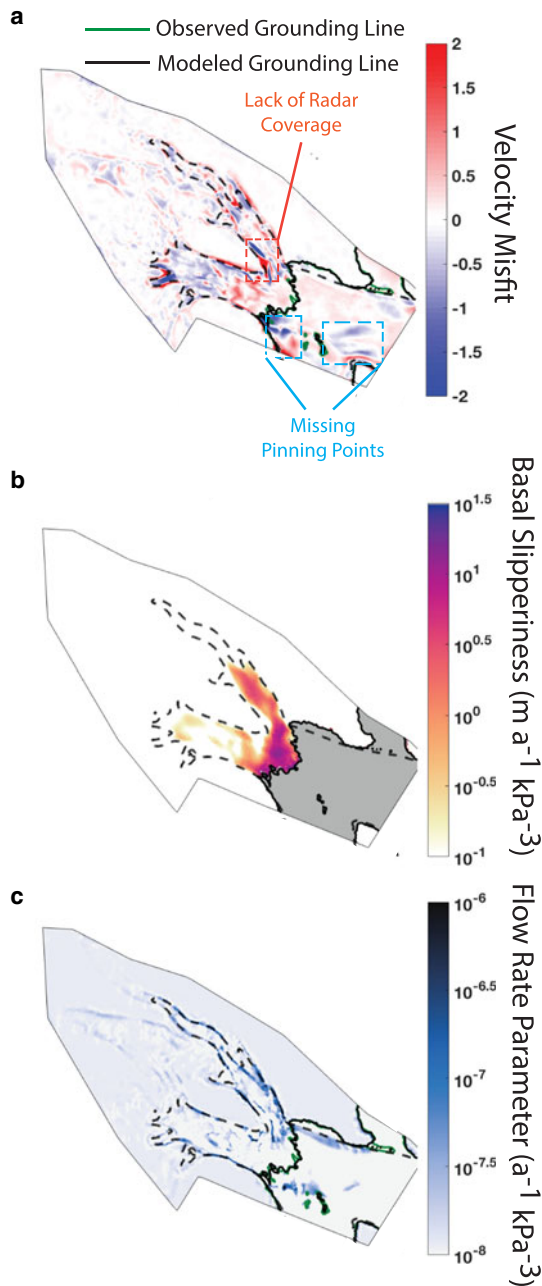 a
Observed Grounding Line
Modeled Grounding Line
Lack of Radar
Coverage
2
1.5
1
0.5
0
-0.5
-1
-1.5
-2
Velocity Misfit
Missing
Pinning Points
b
10^1.5
10^1
10^0.5
10^0
10^-0.5
10^-1
Basal Slipperiness (m a^-1 kPa^-3)
c
10^-6
10^-6.5
10^-7
10^-7.5
10^-8
Flow Rate Parameter (a^-1 kPa^-3)